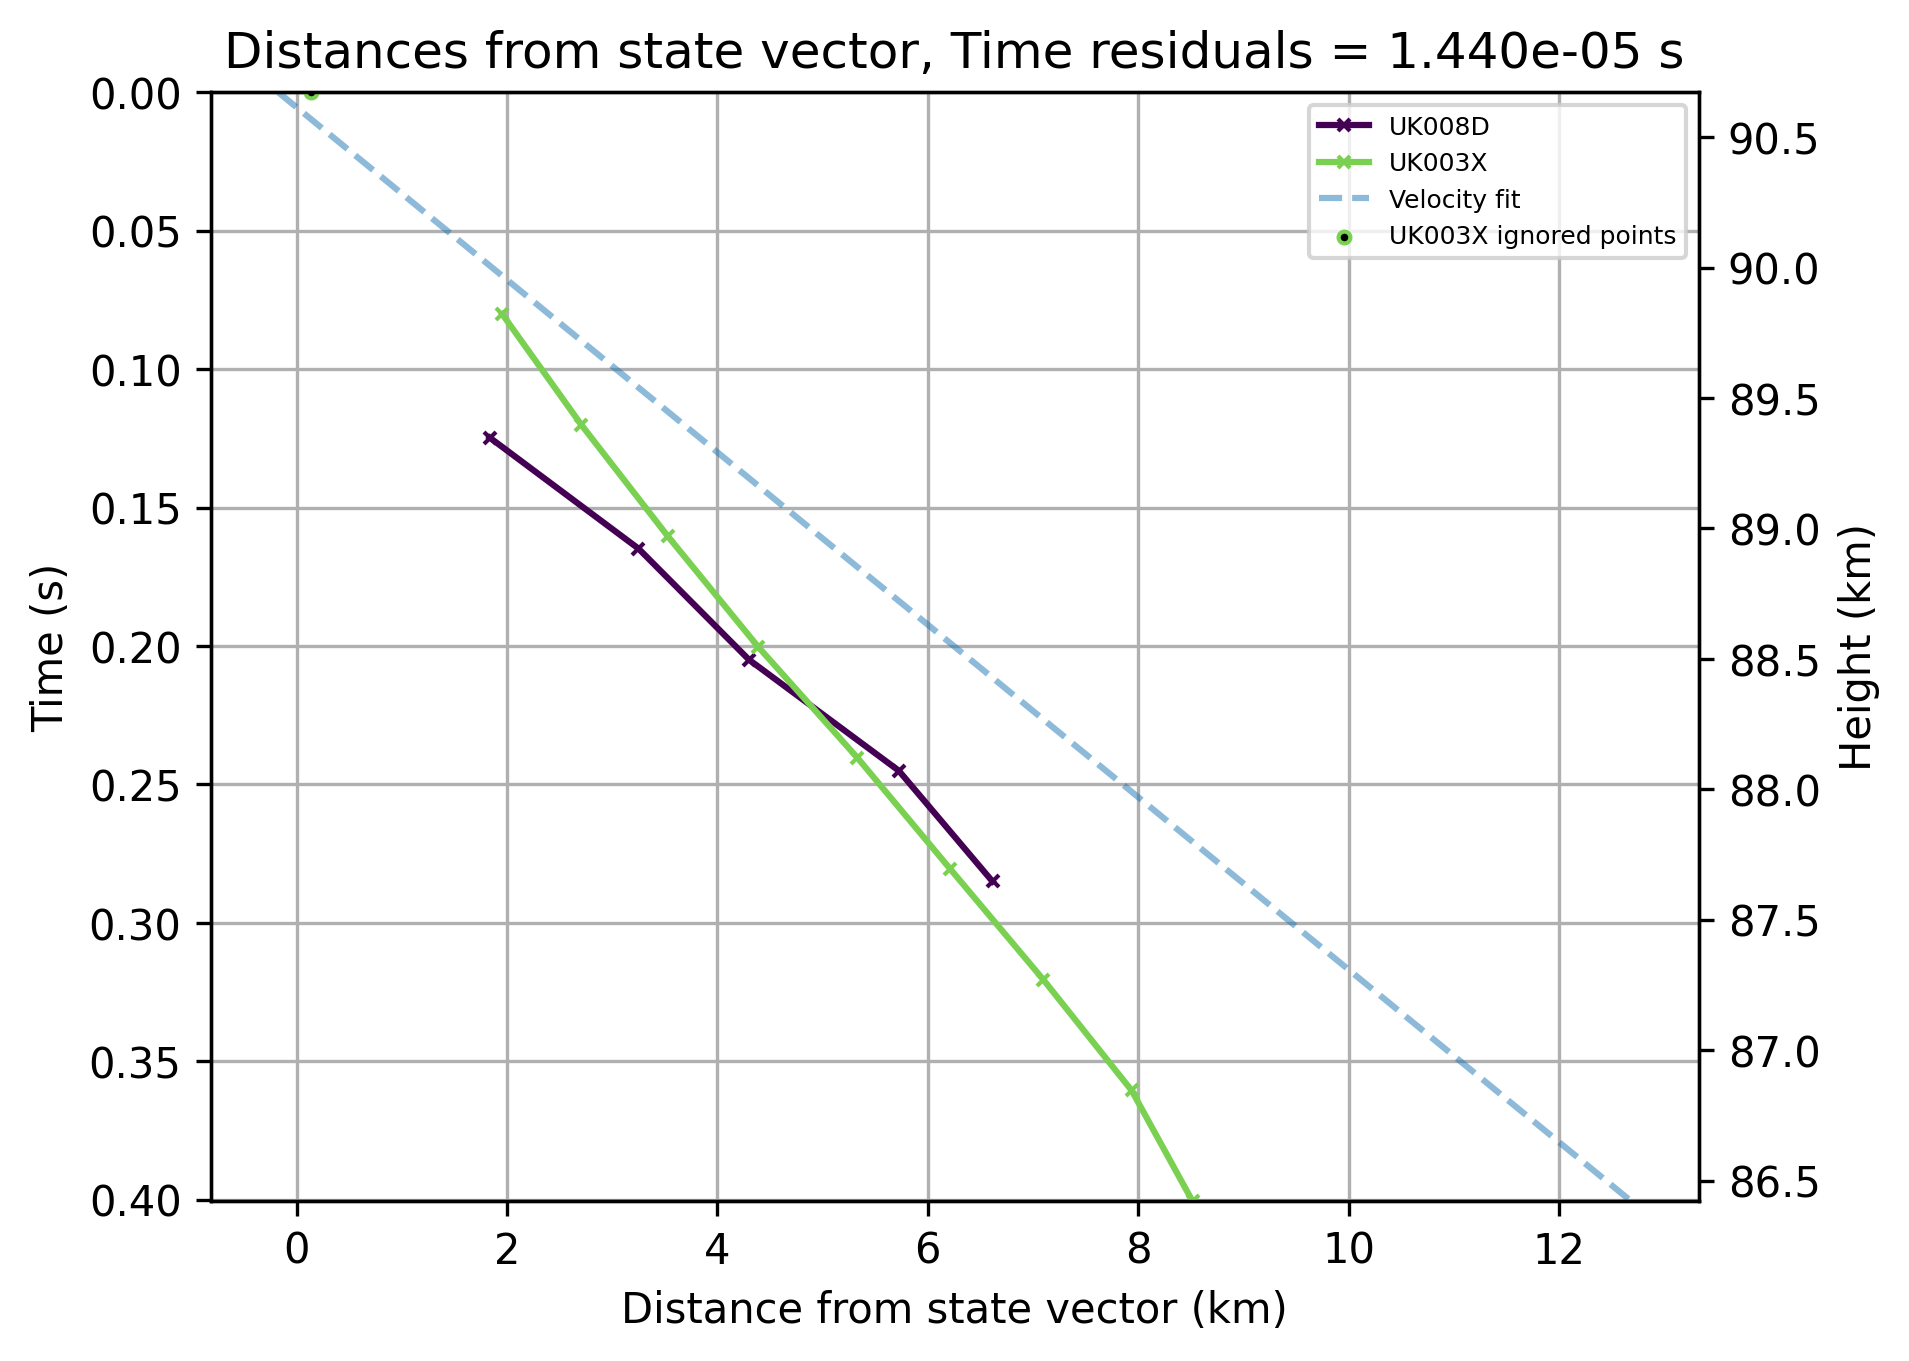 Distances from state vector, Time residuals = 1.440e-05 s
UK008D
UK003X
Velocity fit
UK003X ignored points
Time (s)
0.00
0.05
0.10
0.15
0.20
0.25
0.30
0.35
0.40
90.5
90.0
89.5
89.0
88.5
88.0
87.5
87.0
86.5
Height (km)
0 2 4 6 8 10 12
Distance from state vector (km)